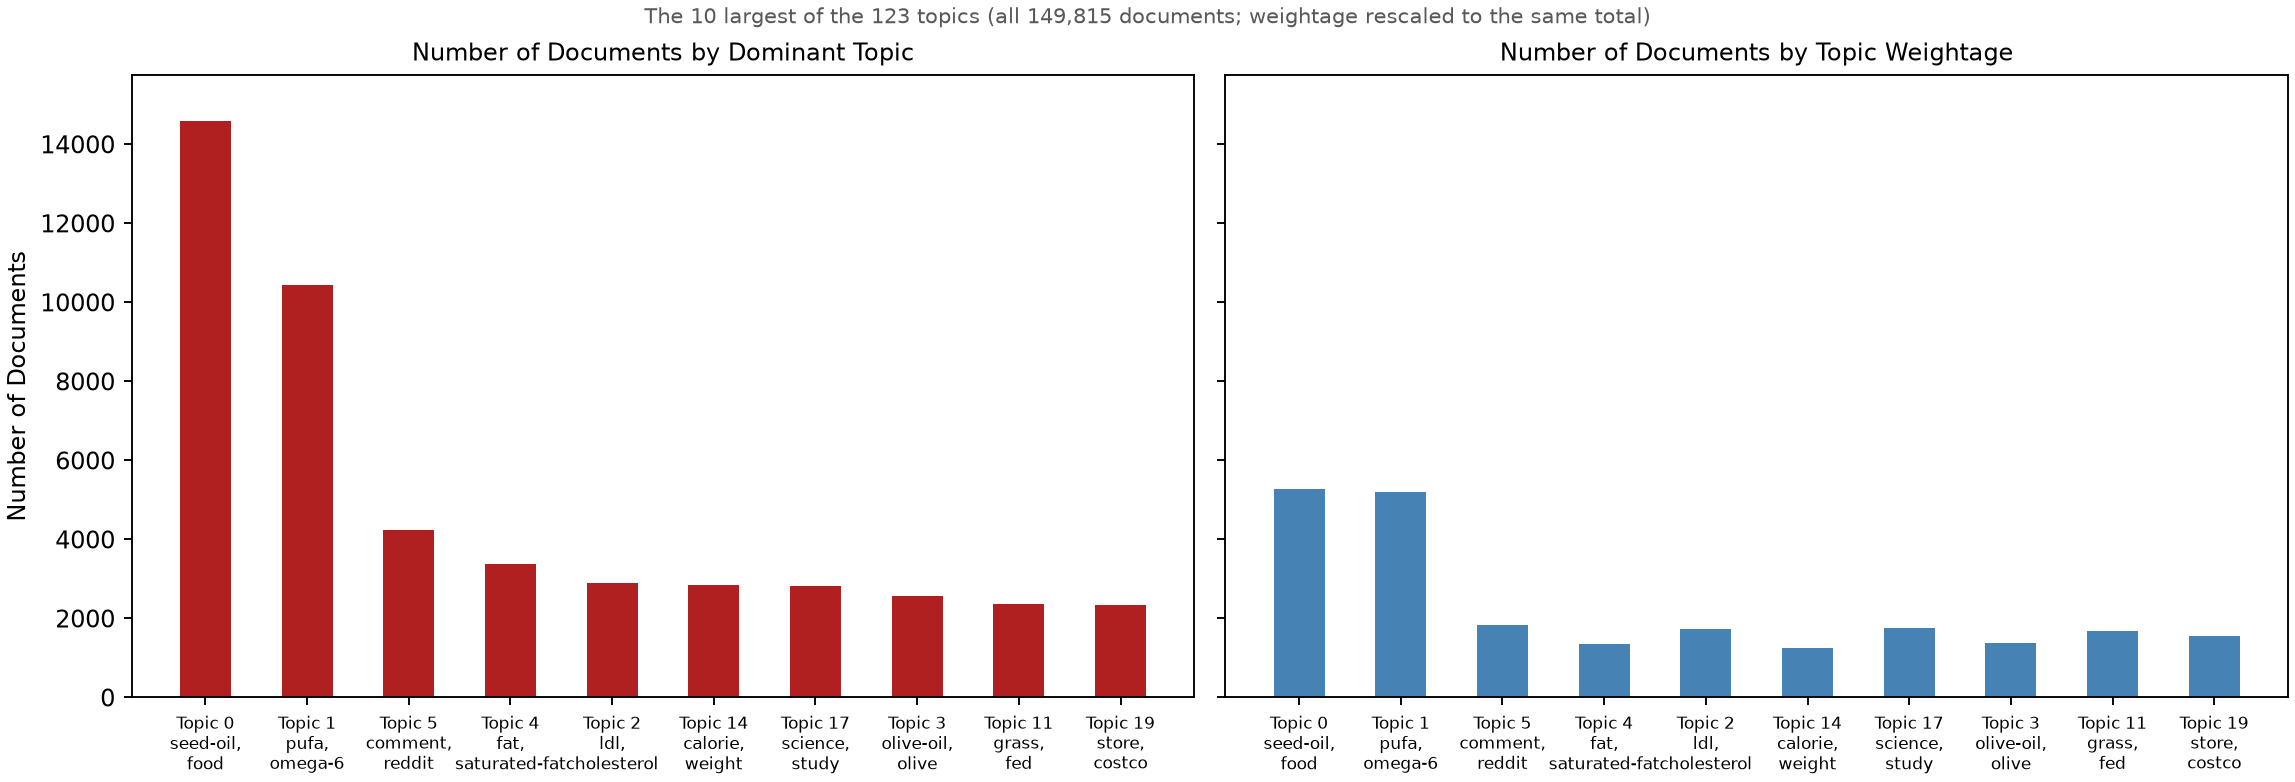 The 10 largest of the 123 topics (all 149,815 documents; weightage rescaled to the same total)
Number of Documents by Dominant Topic
Number of Documents
14000
12000
10000
8000
6000
4000
2000
0
Topic 0
seed-oil,
food
Topic 1
pufa,
omega-6
Topic 5
comment,
reddit
Topic 4
fat,
saturated-fat
Topic 2
ldl,
cholesterol
Topic 14
calorie,
weight
Topic 17
science,
study
Topic 3
olive-oil,
olive
Topic 11
grass,
fed
Topic 19
store,
costco
Number of Documents by Topic Weightage
Topic 0
seed-oil,
food
Topic 1
pufa,
omega-6
Topic 5
comment,
reddit
Topic 4
fat,
saturated-fat
Topic 2
ldl,
cholesterol
Topic 14
calorie,
weight
Topic 17
science,
study
Topic 3
olive-oil,
olive
Topic 11
grass,
fed
Topic 19
store,
costco